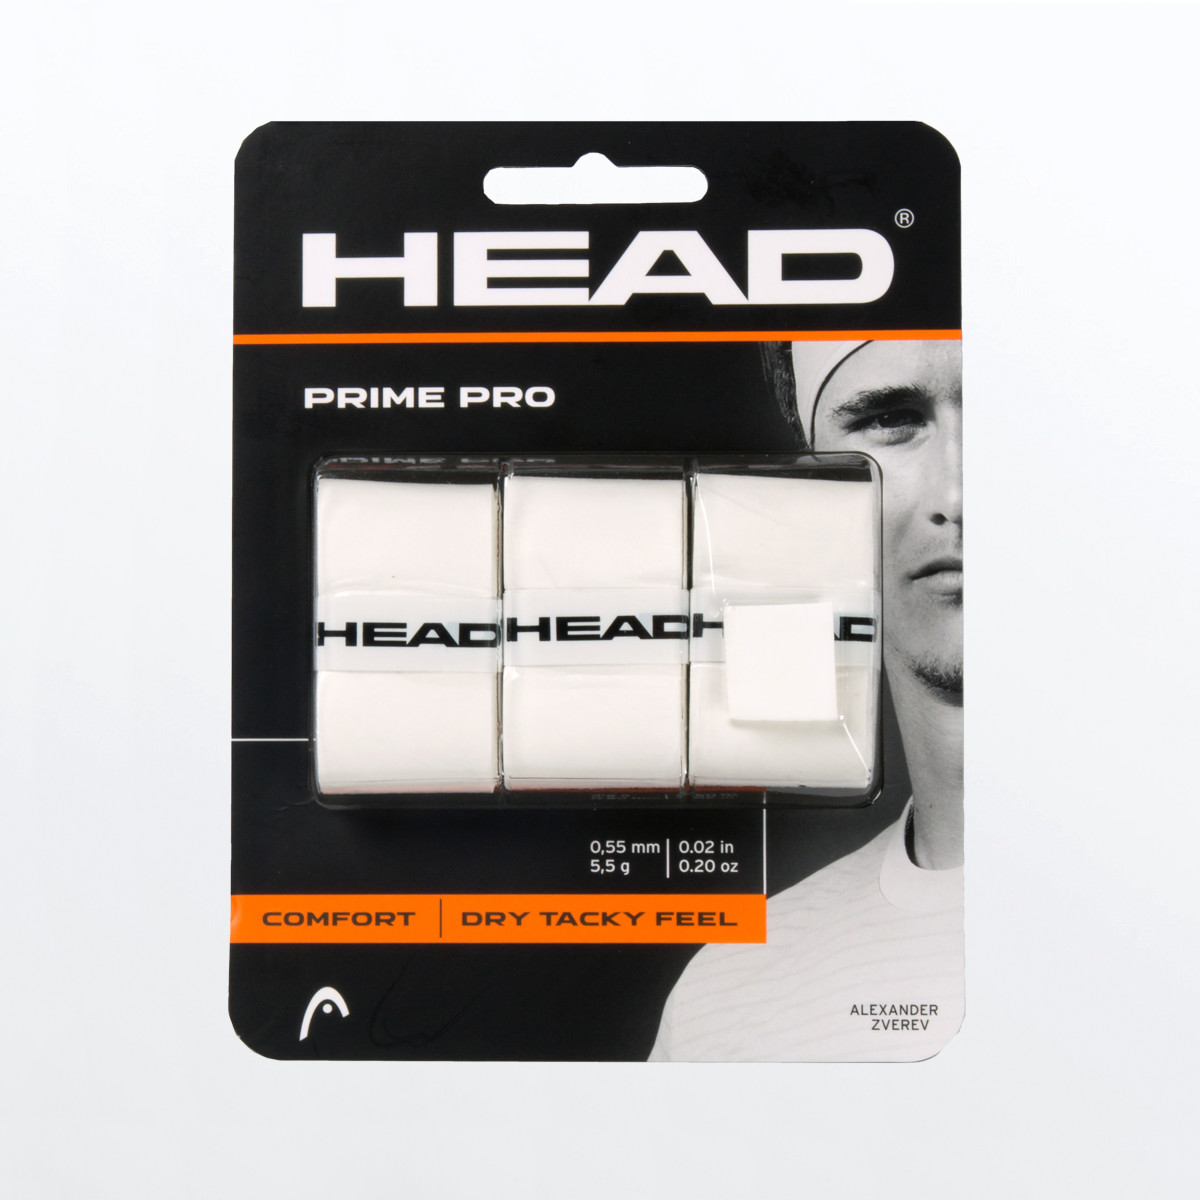 HEAD®
PRIME PRO
HEAD HEAD H AD
0,55 mm | 0.02 in
5,5 g | 0.20 oz
COMFORT | DRY TACKY FEEL
ALEXANDER
ZVEREV